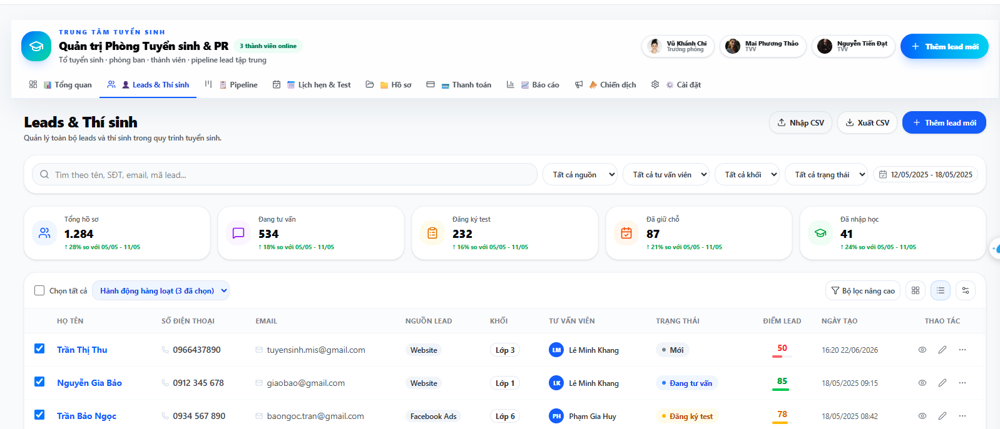 TRUNG TÂM TUYỂN SINH
Quản trị Phòng Tuyển sinh & PR
3 thành viên online
Tổ tuyển sinh · phòng ban · thành viên · pipeline lead tập trung
Vũ Khánh Chi
Trưởng phòng
Mai Phương Thảo
TVV
Nguyễn Tiến Đạt
TVV
Thêm lead mới
Tổng quan
Leads & Thí sinh
Pipeline
Lịch hẹn & Test
Hồ sơ
Thanh toán
Báo cáo
Chiến dịch
Cài đặt
Leads & Thí sinh
Quản lý toàn bộ leads và thí sinh trong quy trình tuyển sinh.
Nhập CSV
Xuất CSV
Thêm lead mới
Tìm theo tên, SĐT, email, mã lead...
Tất cả nguồn
Tất cả tư vấn viên
Tất cả khối
Tất cả trạng thái
12/05/2025 - 18/05/2025
Tổng hồ sơ
1.284
↑ 28% so với 05/05 - 11/05
Đang tư vấn
534
↑ 18% so với 05/05 - 11/05
Đăng ký test
232
↑ 16% so với 05/05 - 11/05
Đã giữ chỗ
87
↑ 21% so với 05/05 - 11/05
Đã nhập học
41
↑ 24% so với 05/05 - 11/05
Chọn tất cả
Hành động hàng loạt (3 đã chọn)
Bộ lọc nâng cao
HỌ TÊN SỐ ĐIỆN THOẠI EMAIL NGUỒN LEAD KHỐI TƯ VẤN VIÊN TRẠNG THÁI ĐIỂM LEAD NGÀY TẠO THAO TÁC
Trần Thị Thu 0966437890 tuyensinh.mis@gmail.com Website Lớp 3 LM Lê Minh Khang Mới 50 16:20 22/06/2026
Nguyễn Gia Bảo 0912 345 678 giaobao@gmail.com Website Lớp 1 LK Lê Minh Khang Đang tư vấn 85 18/05/2025 09:15
Trần Bảo Ngọc 0934 567 890 baongoc.tran@gmail.com Facebook Ads Lớp 6 PH Phạm Gia Huy Đăng ký test 78 18/05/2025 08:42